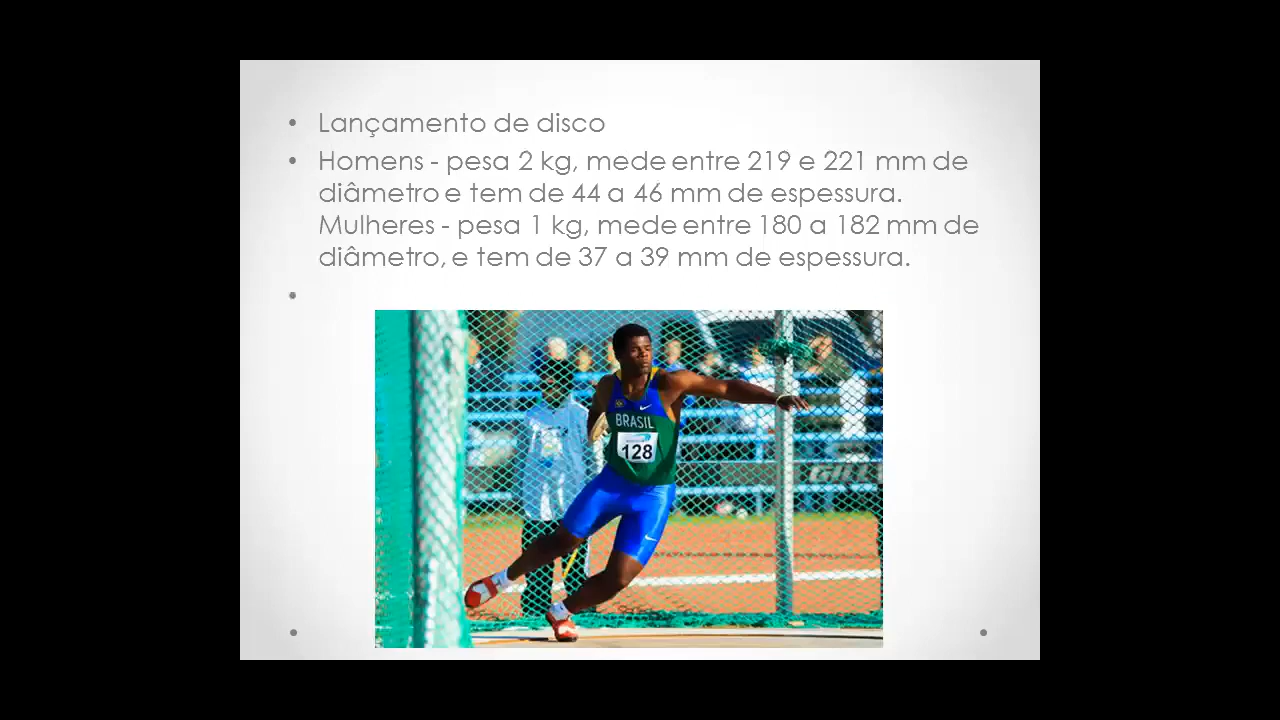 • Lançamento de disco
• Homens - pesa 2 kg, mede entre 219 e 221 mm de
diâmetro e tem de 44 a 46 mm de espessura.
Mulheres - pesa 1 kg, mede entre 180 a 182 mm de
diâmetro, e tem de 37 a 39 mm de espessura.
•
BRASIL
128